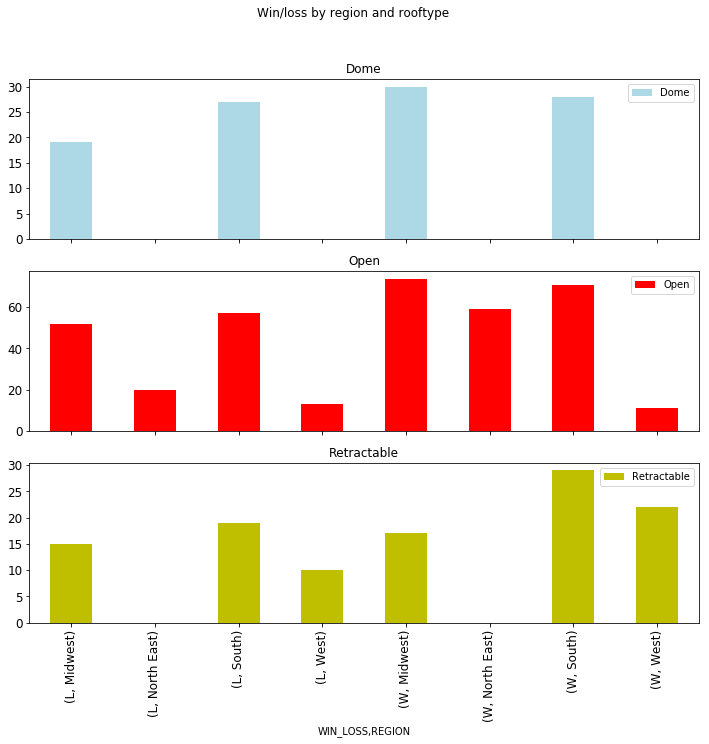 Win/loss by region and rooftype
Dome
Dome
30
25
20
15
10
5
0
Open
Open
60
40
20
0
Retractable
Retractable
30
25
20
15
10
5
0
(L, Midwest)
(L, North East)
(L, South)
(L, West)
(W, Midwest)
(W, North East)
(W, South)
(W, West)
WIN_LOSS,REGION